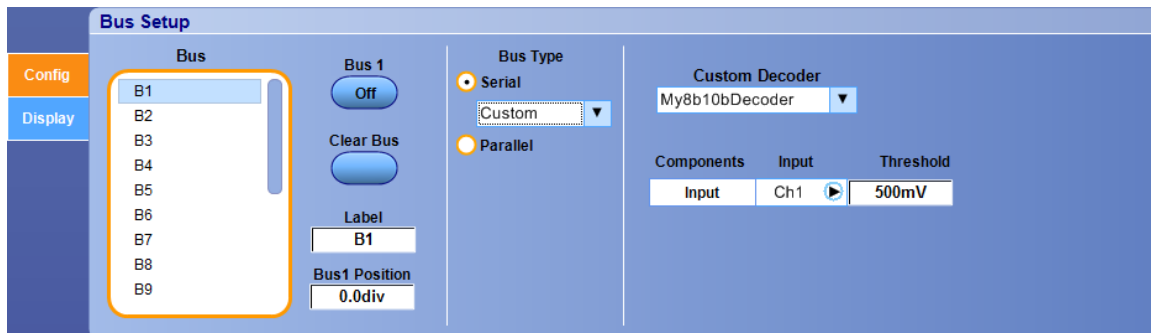 Bus Setup
Config
Display
Bus
B1
B2
B3
B4
B5
B6
B7
B8
B9
Bus 1
Off
Clear Bus
Label
B1
Bus1 Position
0.0div
Bus Type
Serial
Custom
Parallel
Custom Decoder
My8b10bDecoder
Components Input Threshold
Input Ch1 500mV